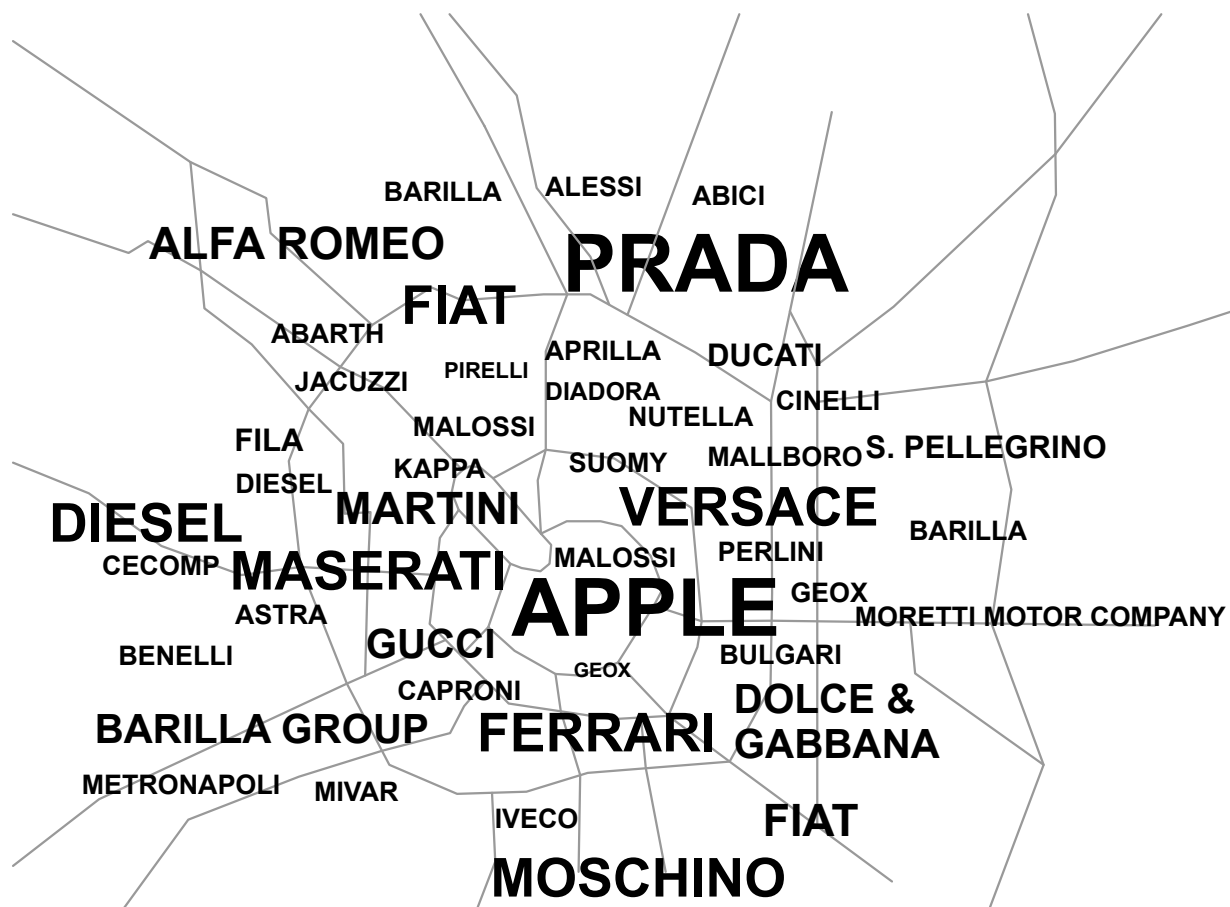 BARILLA
ALESSI
ABICI
ALFA ROMEO
PRADA
FIAT
ABARTH
APRILLA
DUCATI
PIRELLI
JACUZZI
DIADORA
CINELLI
NUTELLA
MALOSSI
FILA
S. PELLEGRINO
MALLBORO
SUOMY
KAPPA
DIESEL
MARTINI
VERSACE
DIESEL
BARILLA
PERLINI
MALOSSI
CECOMP
MASERATI
GEOX
APPLE
ASTRA
MORETTI MOTOR COMPANY
GUCCI
BENELLI
BULGARI
GEOX
CAPRONI
DOLCE &
GABBANA
BARILLA GROUP
FERRARI
METRONAPOLI
MIVAR
IVECO
FIAT
MOSCHINO